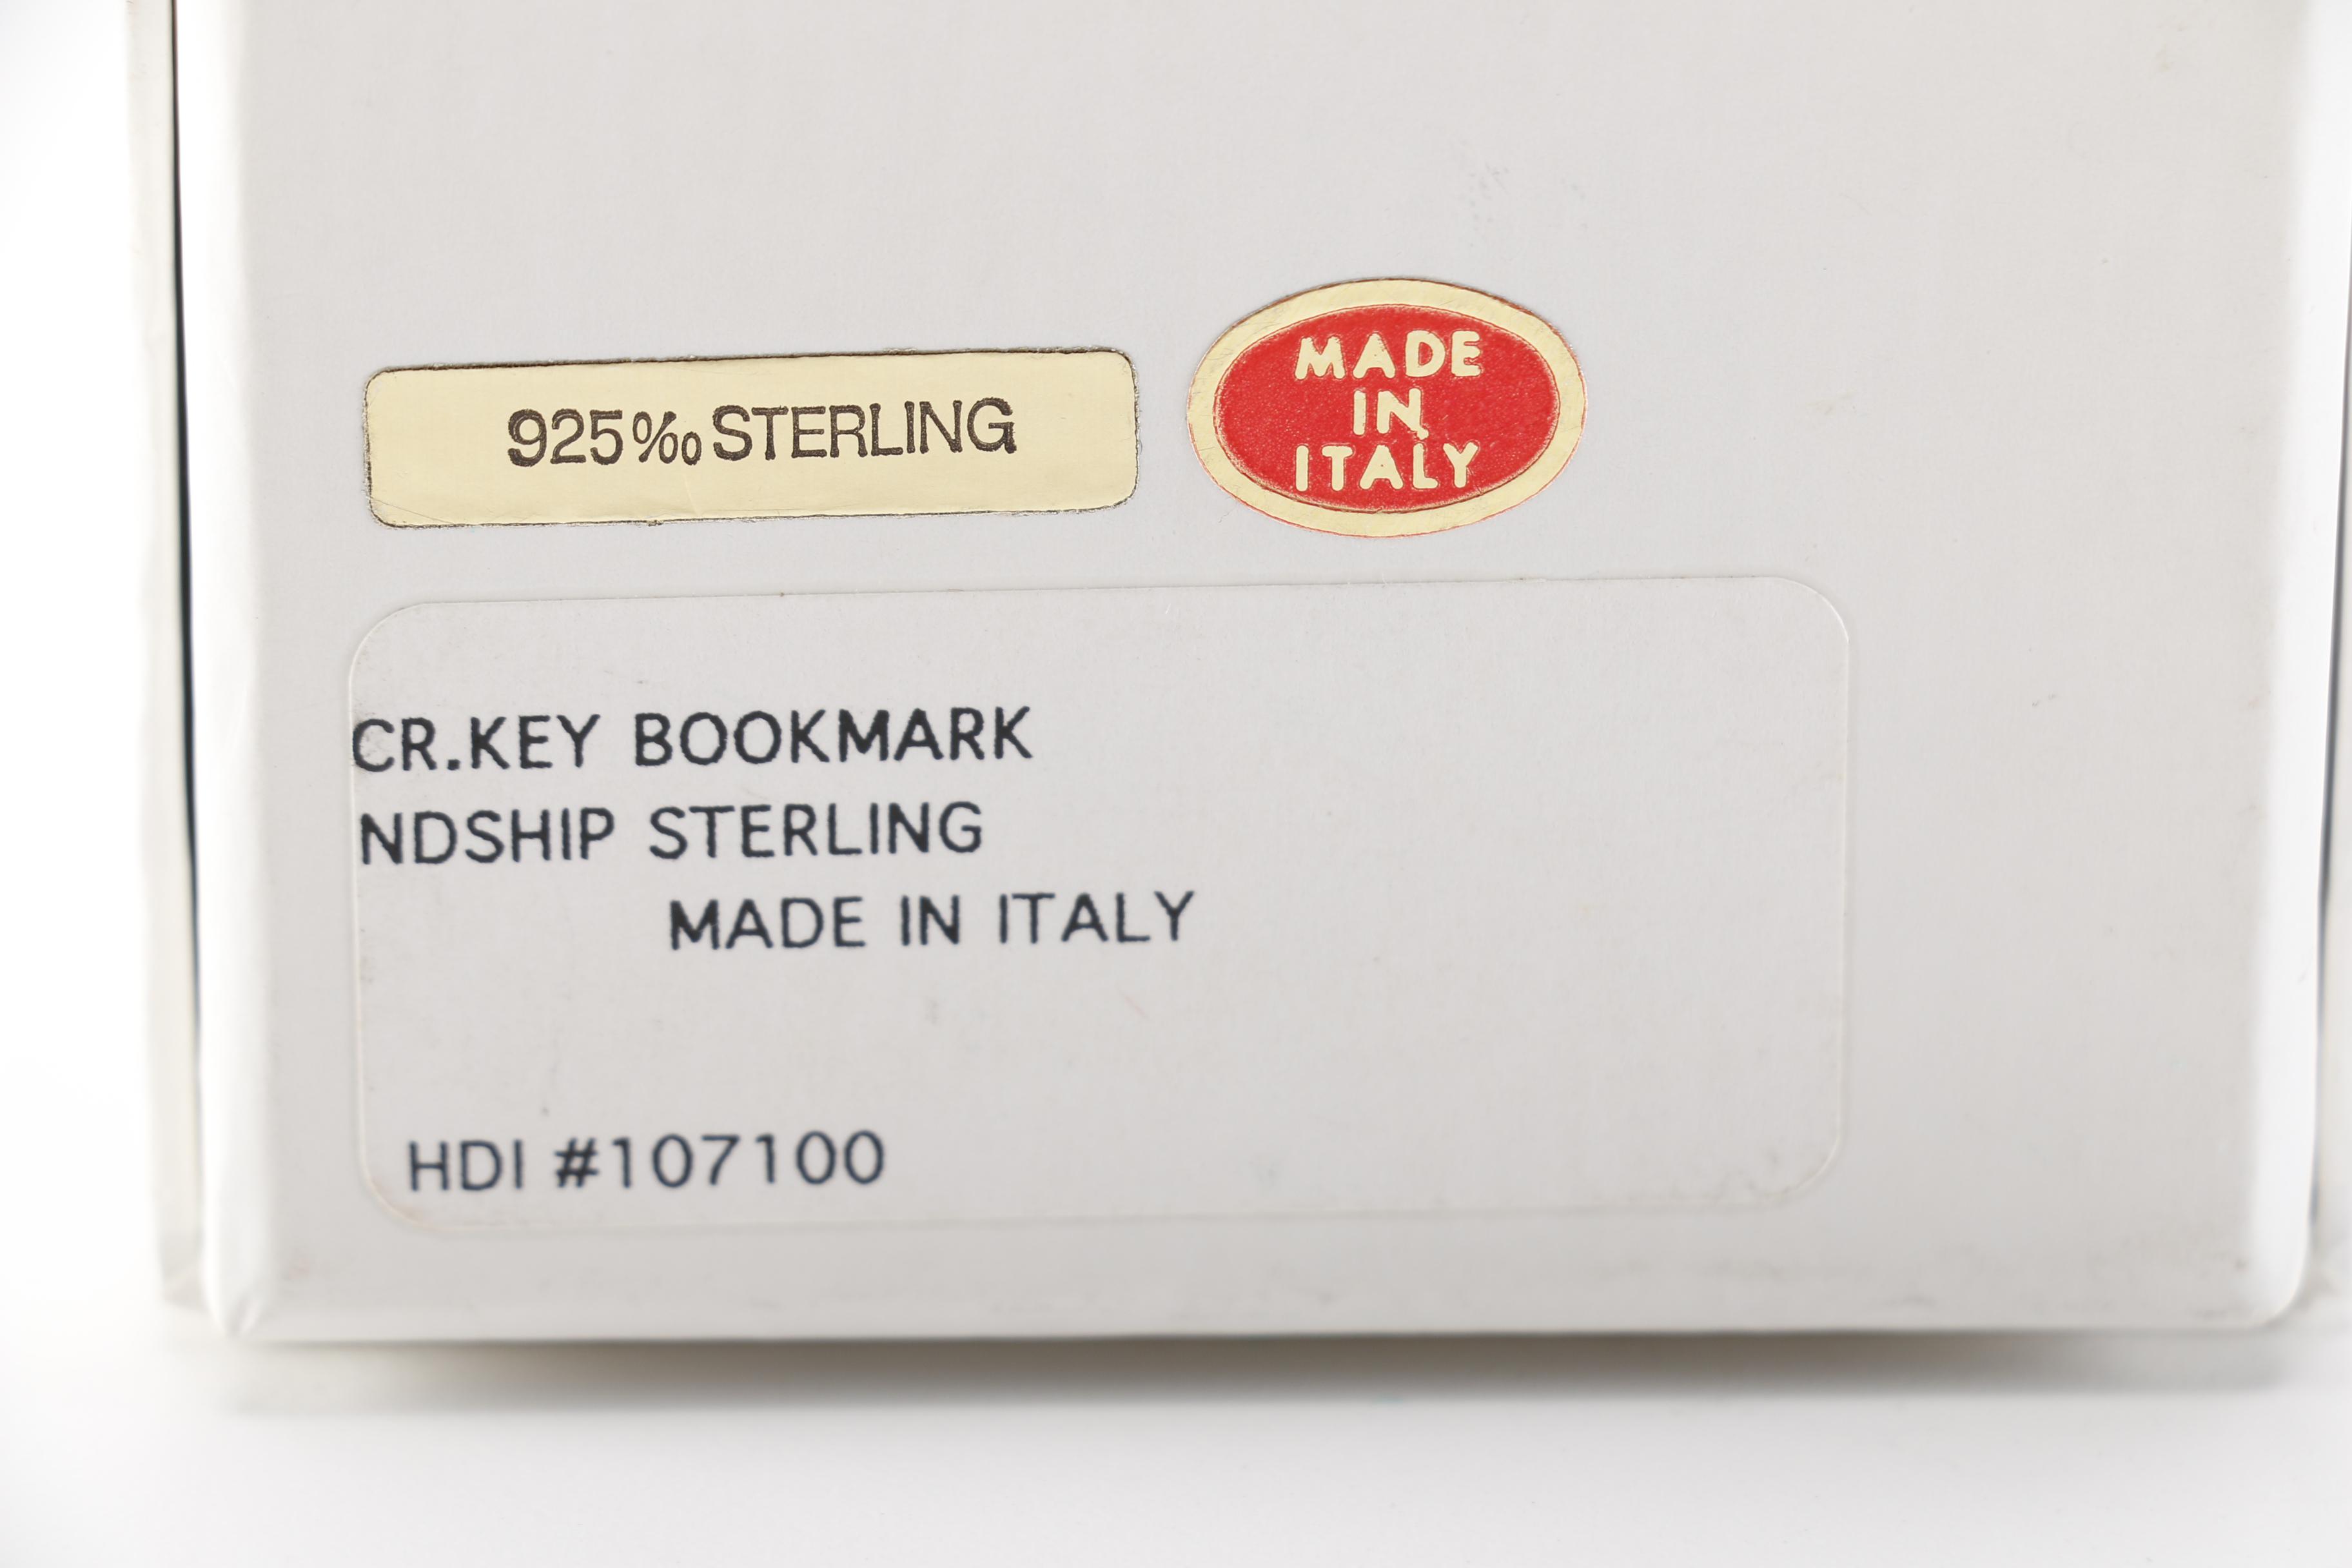 925‰ STERLING
MADE
IN
ITALY
CR.KEY BOOKMARK
NDSHIP STERLING
MADE IN ITALY
HDI #107100